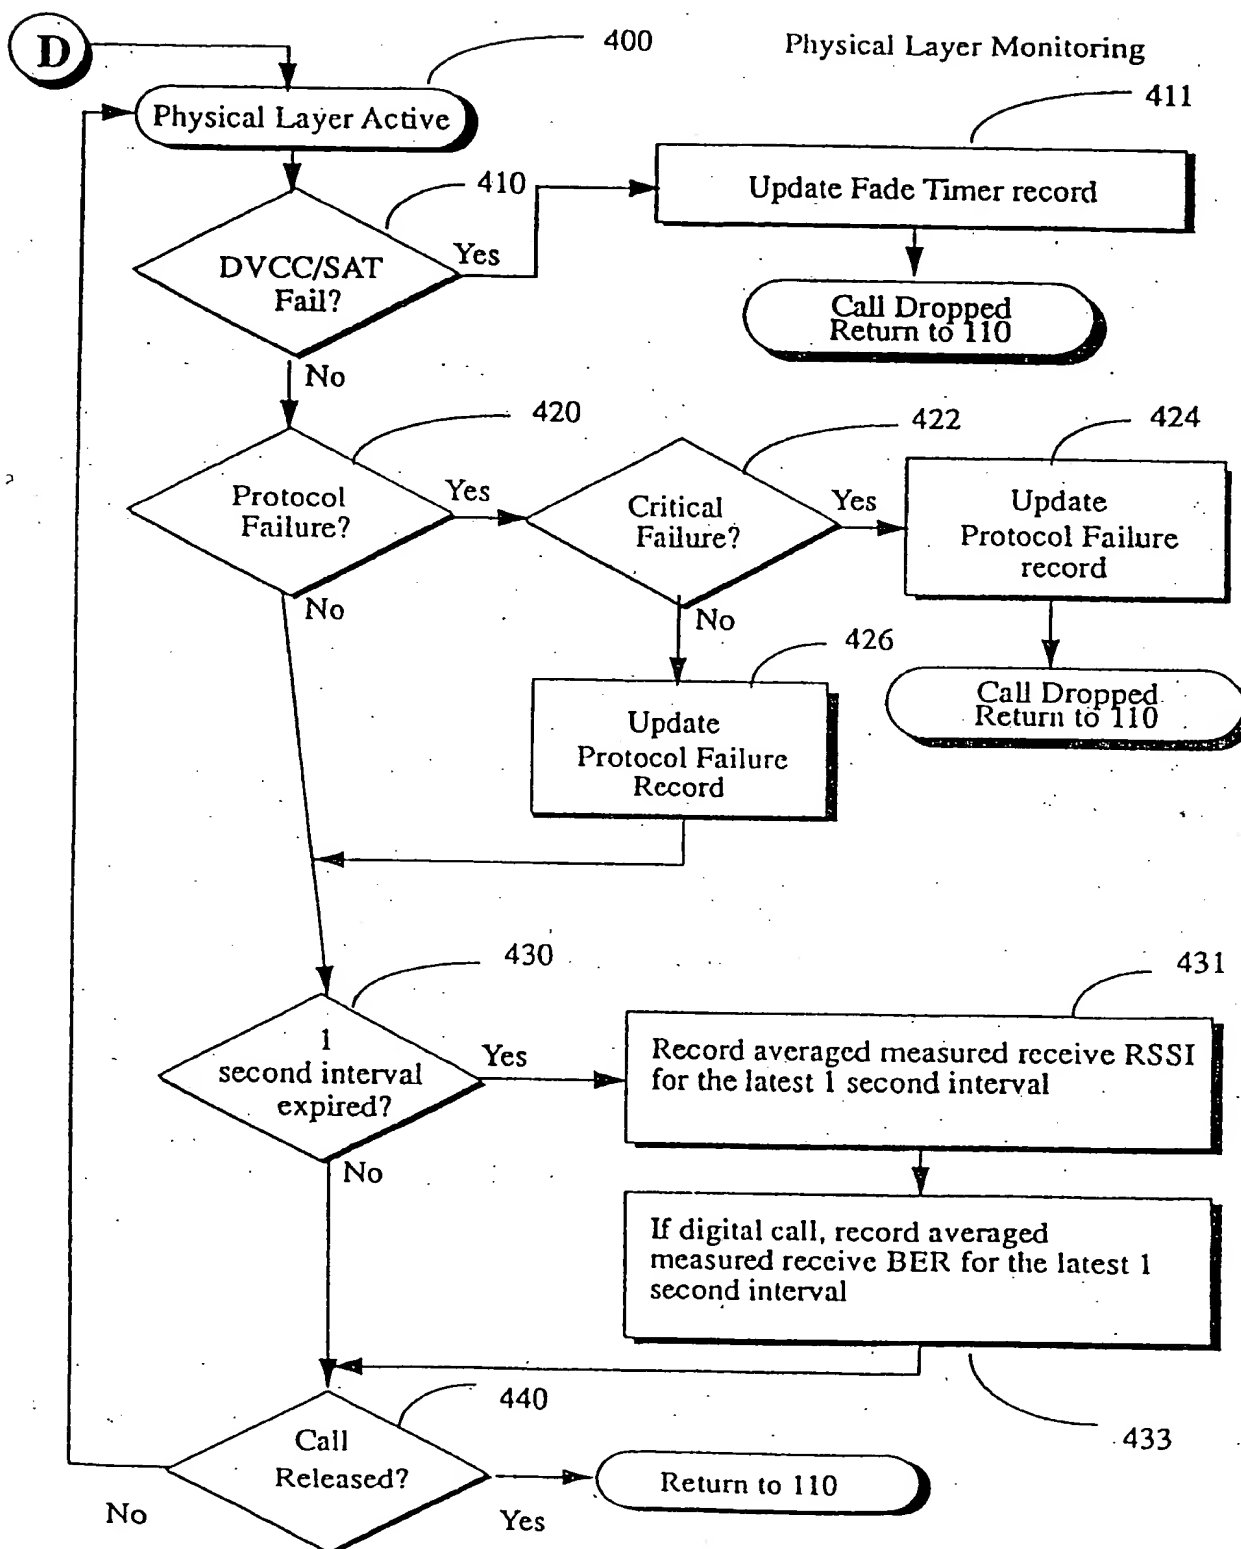 D
400
Physical Layer Monitoring
Physical Layer Active
411
410
Update Fade Timer record
Yes
DVCC/SAT
Fail?
Call Dropped
Return to 110
No
420
422
424
Protocol
Failure?
Yes
Critical
Failure?
Yes
Update
Protocol Failure
record
No
No
426
Call Dropped
Return to 110
Update
Protocol Failure
Record
430
431
1
second interval
expired?
Yes
Record averaged measured receive RSSI
for the latest 1 second interval
No
If digital call, record averaged
measured receive BER for the latest 1
second interval
440
433
Call
Released?
Return to 110
No
Yes